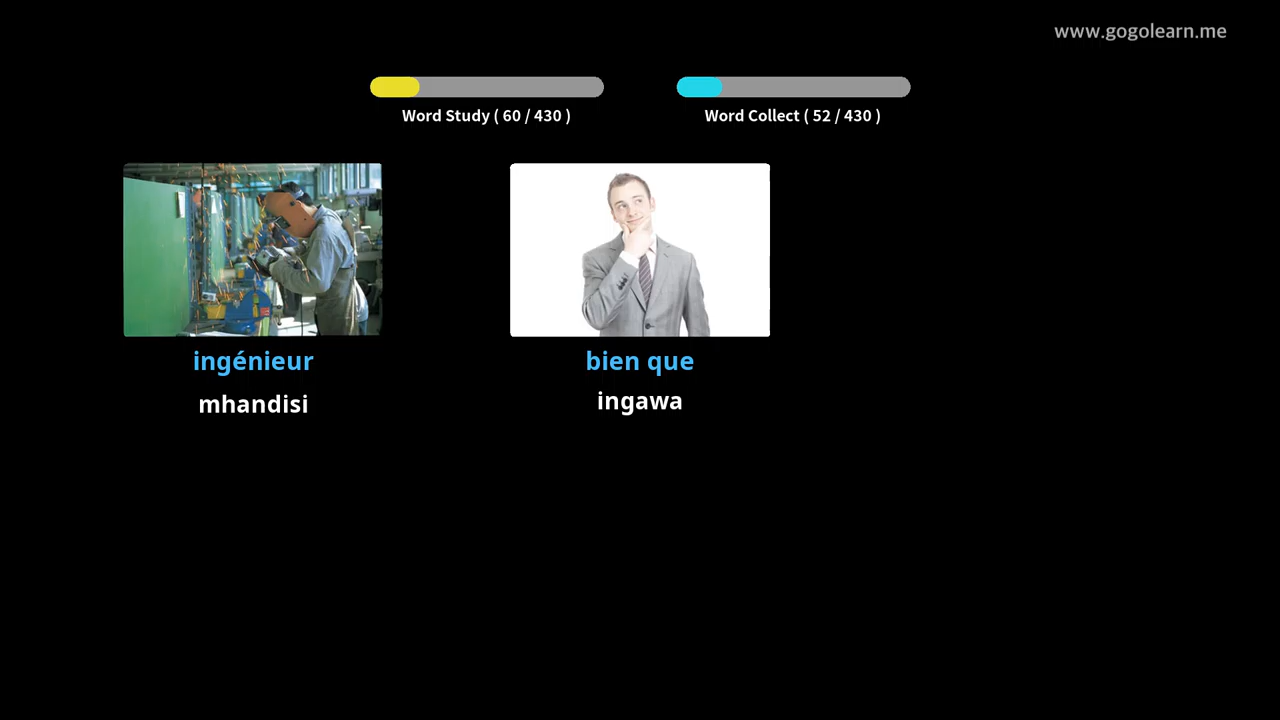 www.gogolearn.me
Word Study ( 60 / 430 )
Word Collect ( 52 / 430 )
ingénieur
mhandisi
bien que
ingawa